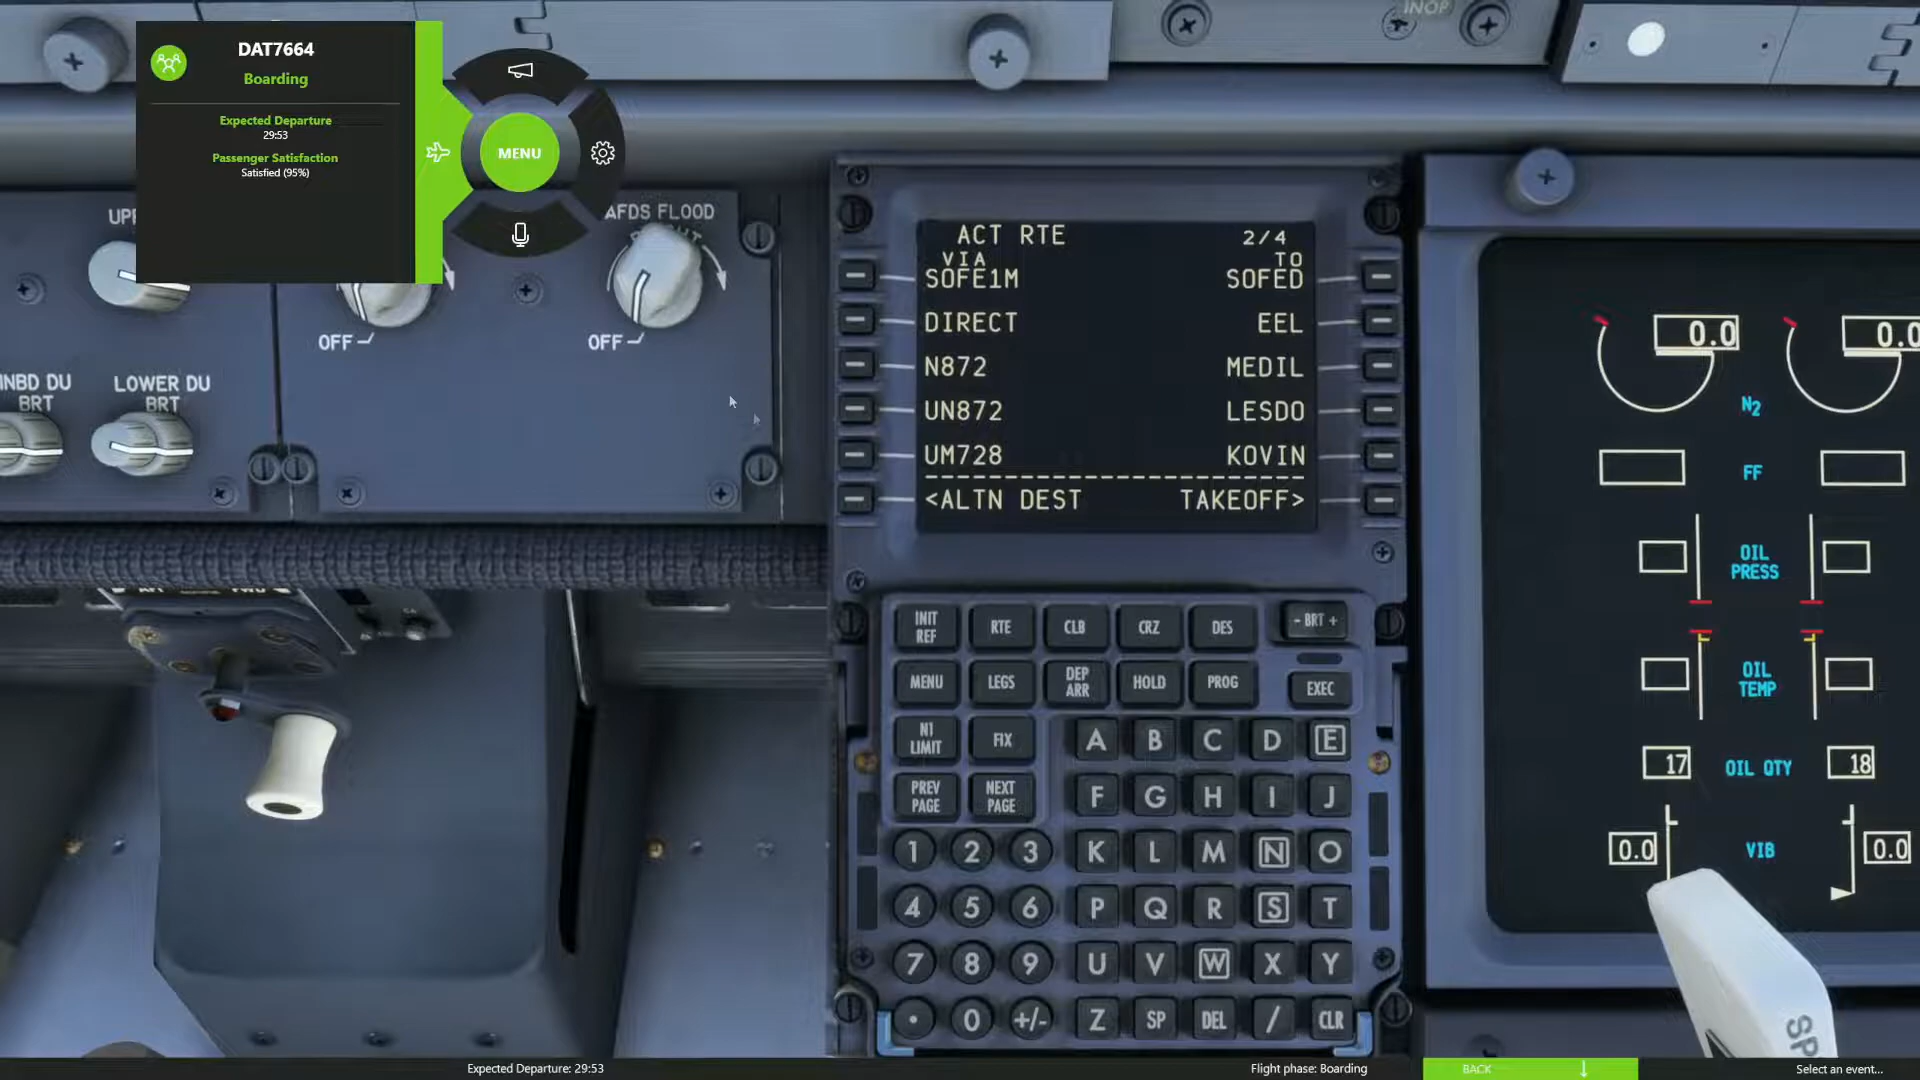 INOP
DAT7664
Boarding
Expected Departure
29:53
Passenger Satisfaction
Satisfied (95%)
MENU
AFDS FLOOD
OFF
OFF
LOWER DU
BRT
BRT
ACT RTE 2/4
VIA TO
SOFE1M SOFED
DIRECT EEL
N872 MEDIL
UN872 LESDO
UM728 KOVIN
<ALTN DEST TAKEOFF>
INIT REF
RTE
CLB
CRZ
DES
- BRT +
MENU
LEGS
DEP ARR
HOLD
PROG
EXEC
N1 LIMIT
FIX
A B C D E
PREV PAGE
NEXT PAGE
F G H I J
1 2 3 K L M N O
4 5 6 P Q R S T
7 8 9 U V W X Y
. 0 +/- Z SP DEL / CLR
0.0 0.0
N2
FF
OIL PRESS
OIL TEMP
17 OIL QTY 18
0.0 VIB 0.0
Expected Departure: 29:53
Flight phase: Boarding
BACK
Select an event...